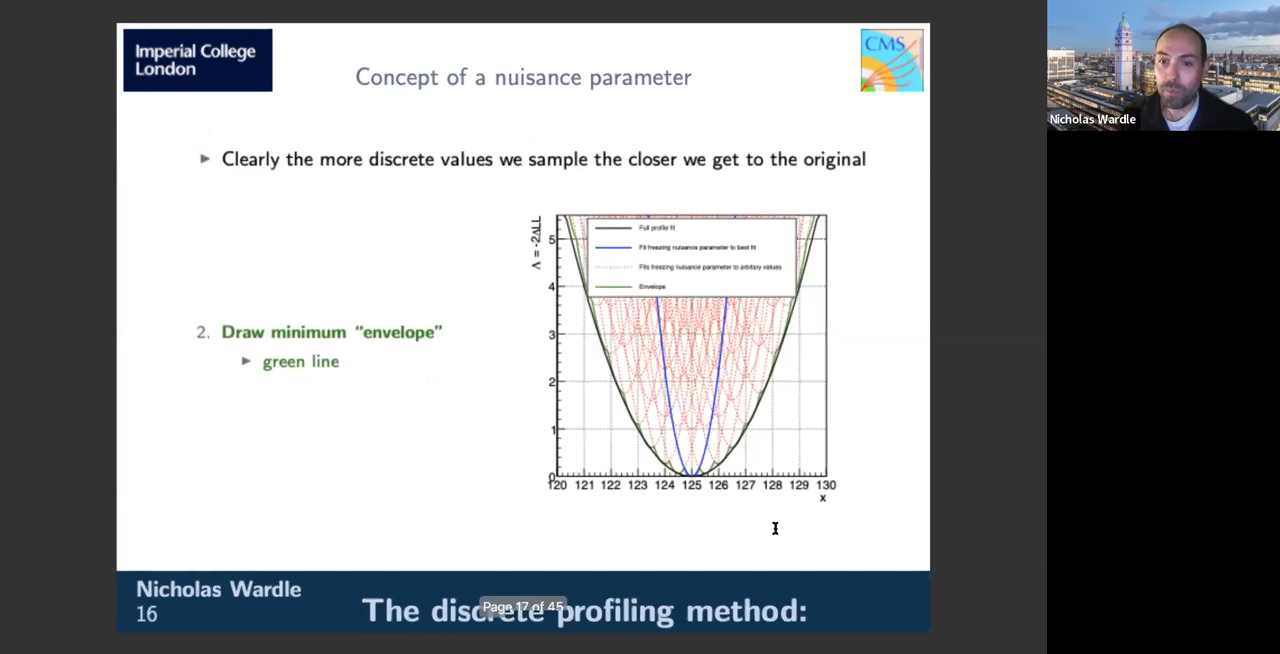 Imperial College
London
Concept of a nuisance parameter
CMS
Nicholas Wardle
Clearly the more discrete values we sample the closer we get to the original
Λ = -2ΔLL
Full profile fit
Fit freezing nuisance parameter to best fit
Fits freezing nuisance parameter to arbitrary values
Envelope
5
4
3
2
1
0
120 121 122 123 124 125 126 127 128 129 130
x
2. Draw minimum “envelope”
green line
Nicholas Wardle
16
The discrete profiling method:
Page 17 of 45